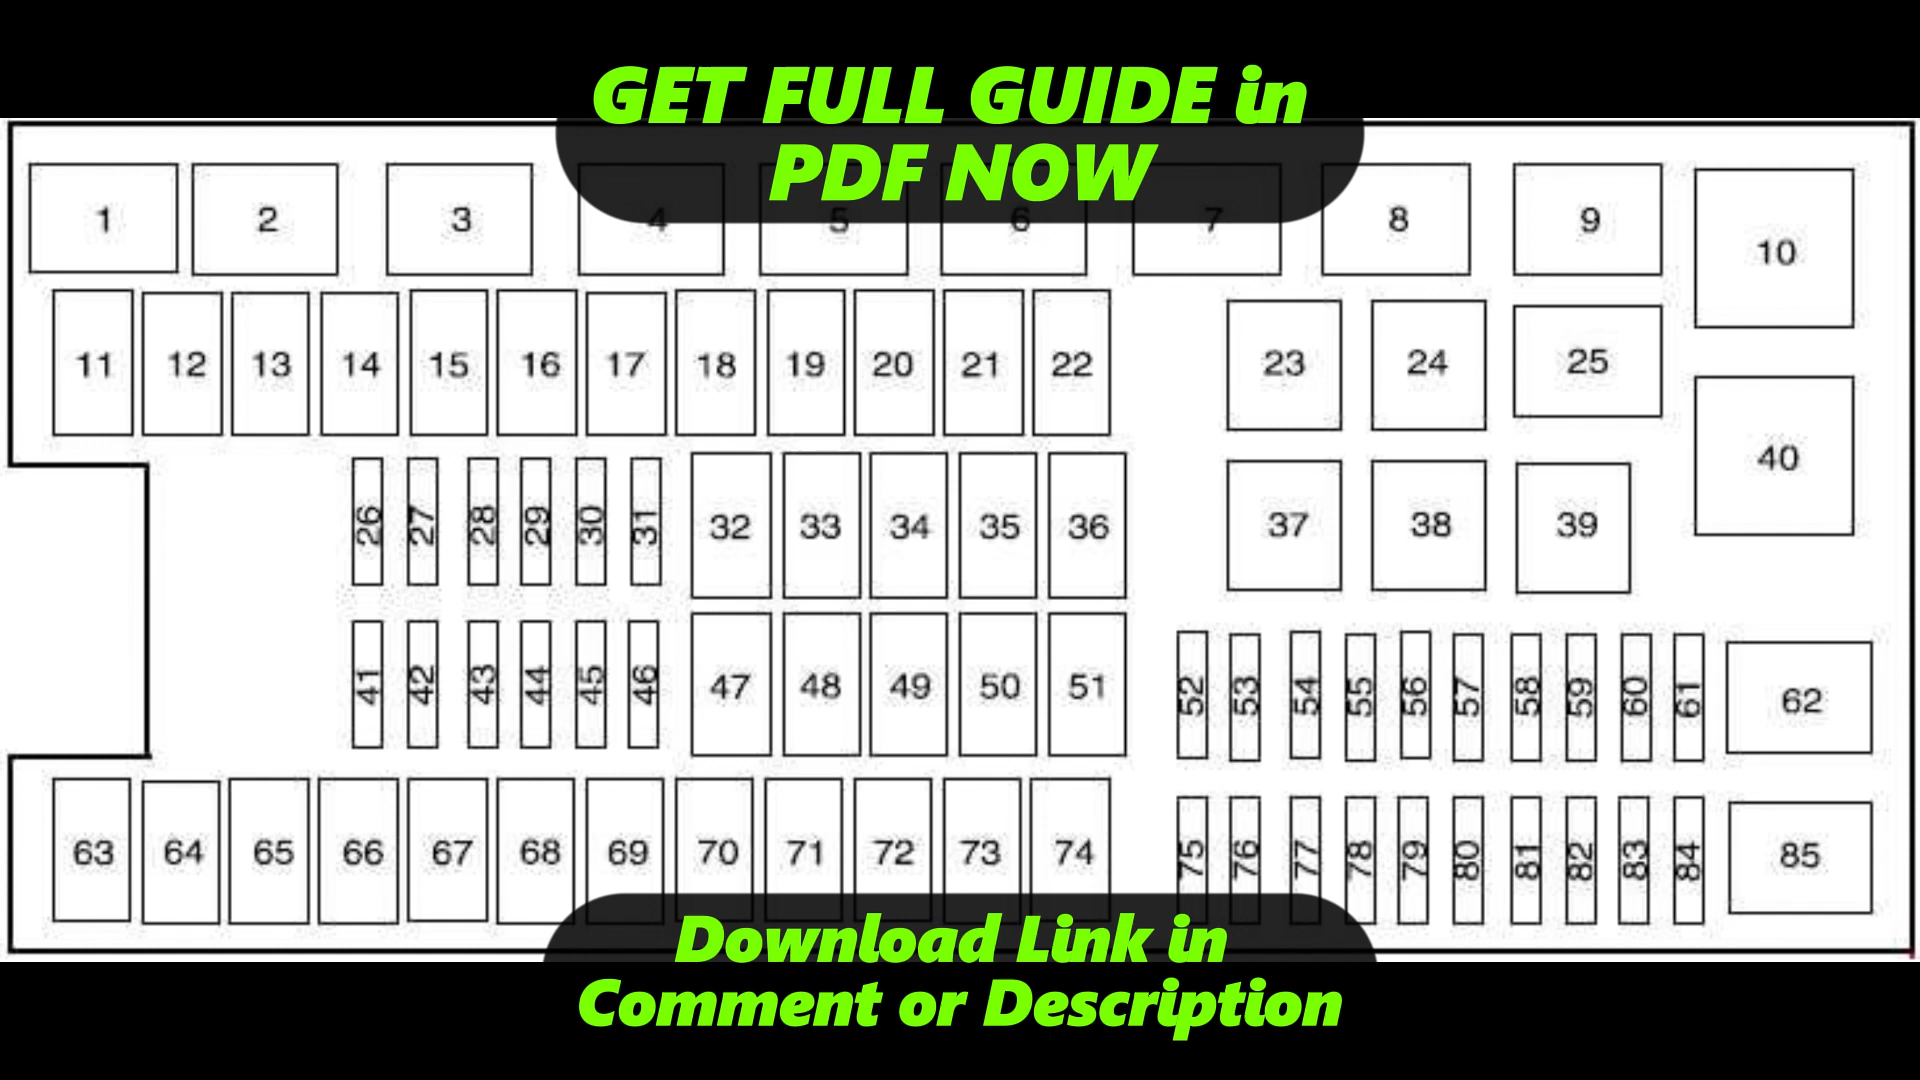 GET FULL GUIDE in
PDF NOW
1 2 3 4 5 6 7 8 9 10
11 12 13 14 15 16 17 18 19 20 21 22 23 24 25
26 27 28 29 30 31 32 33 34 35 36 37 38 39 40
41 42 43 44 45 46 47 48 49 50 51 52 53 54 55 56 57 58 59 60 61 62
63 64 65 66 67 68 69 70 71 72 73 74 75 76 77 78 79 80 81 82 83 84 85
Download Link in
Comment or Description